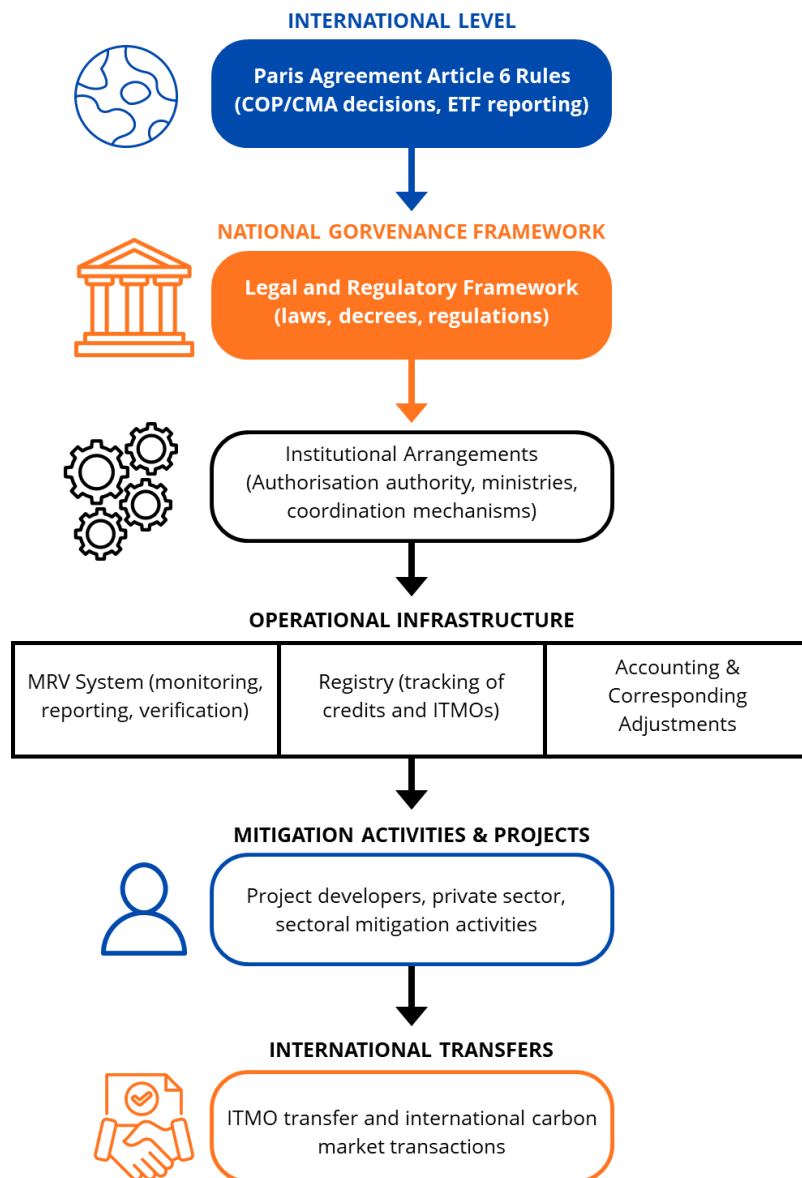 INTERNATIONAL LEVEL
Paris Agreement Article 6 Rules
(COP/CMA decisions, ETF reporting)
NATIONAL GORVENANCE FRAMEWORK
Legal and Regulatory Framework
(laws, decrees, regulations)
Institutional Arrangements
(Authorisation authority, ministries,
coordination mechanisms)
OPERATIONAL INFRASTRUCTURE
MRV System (monitoring,
reporting, verification)
Registry (tracking of
credits and ITMOs)
Accounting &
Corresponding
Adjustments
MITIGATION ACTIVITIES & PROJECTS
Project developers, private sector,
sectoral mitigation activities
INTERNATIONAL TRANSFERS
ITMO transfer and international carbon
market transactions